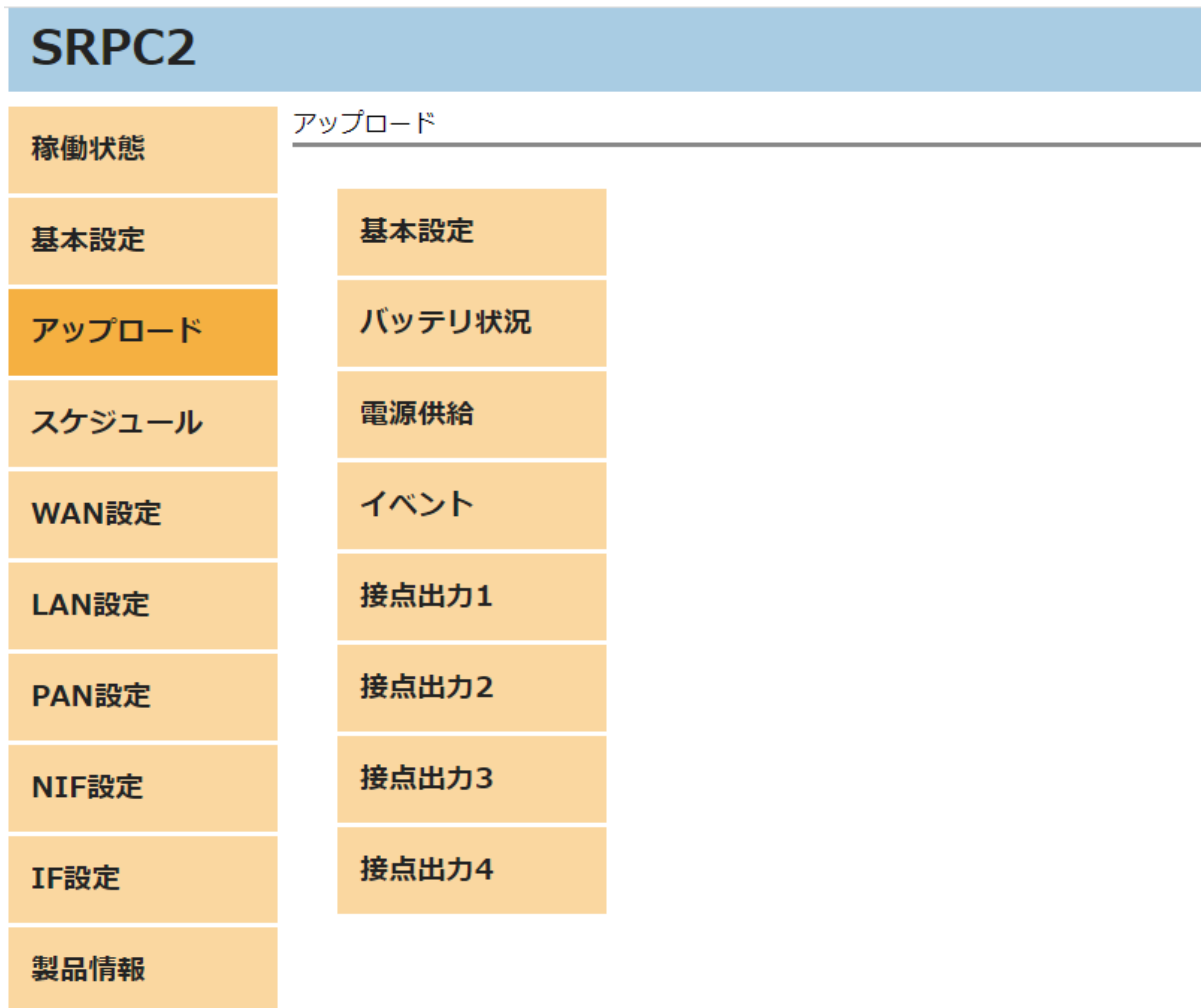 SRPC2
稼働状態
基本設定
アップロード
スケジュール
WAN設定
LAN設定
PAN設定
NIF設定
IF設定
製品情報
アップロード
基本設定
バッテリ状況
電源供給
イベント
接点出力1
接点出力2
接点出力3
接点出力4